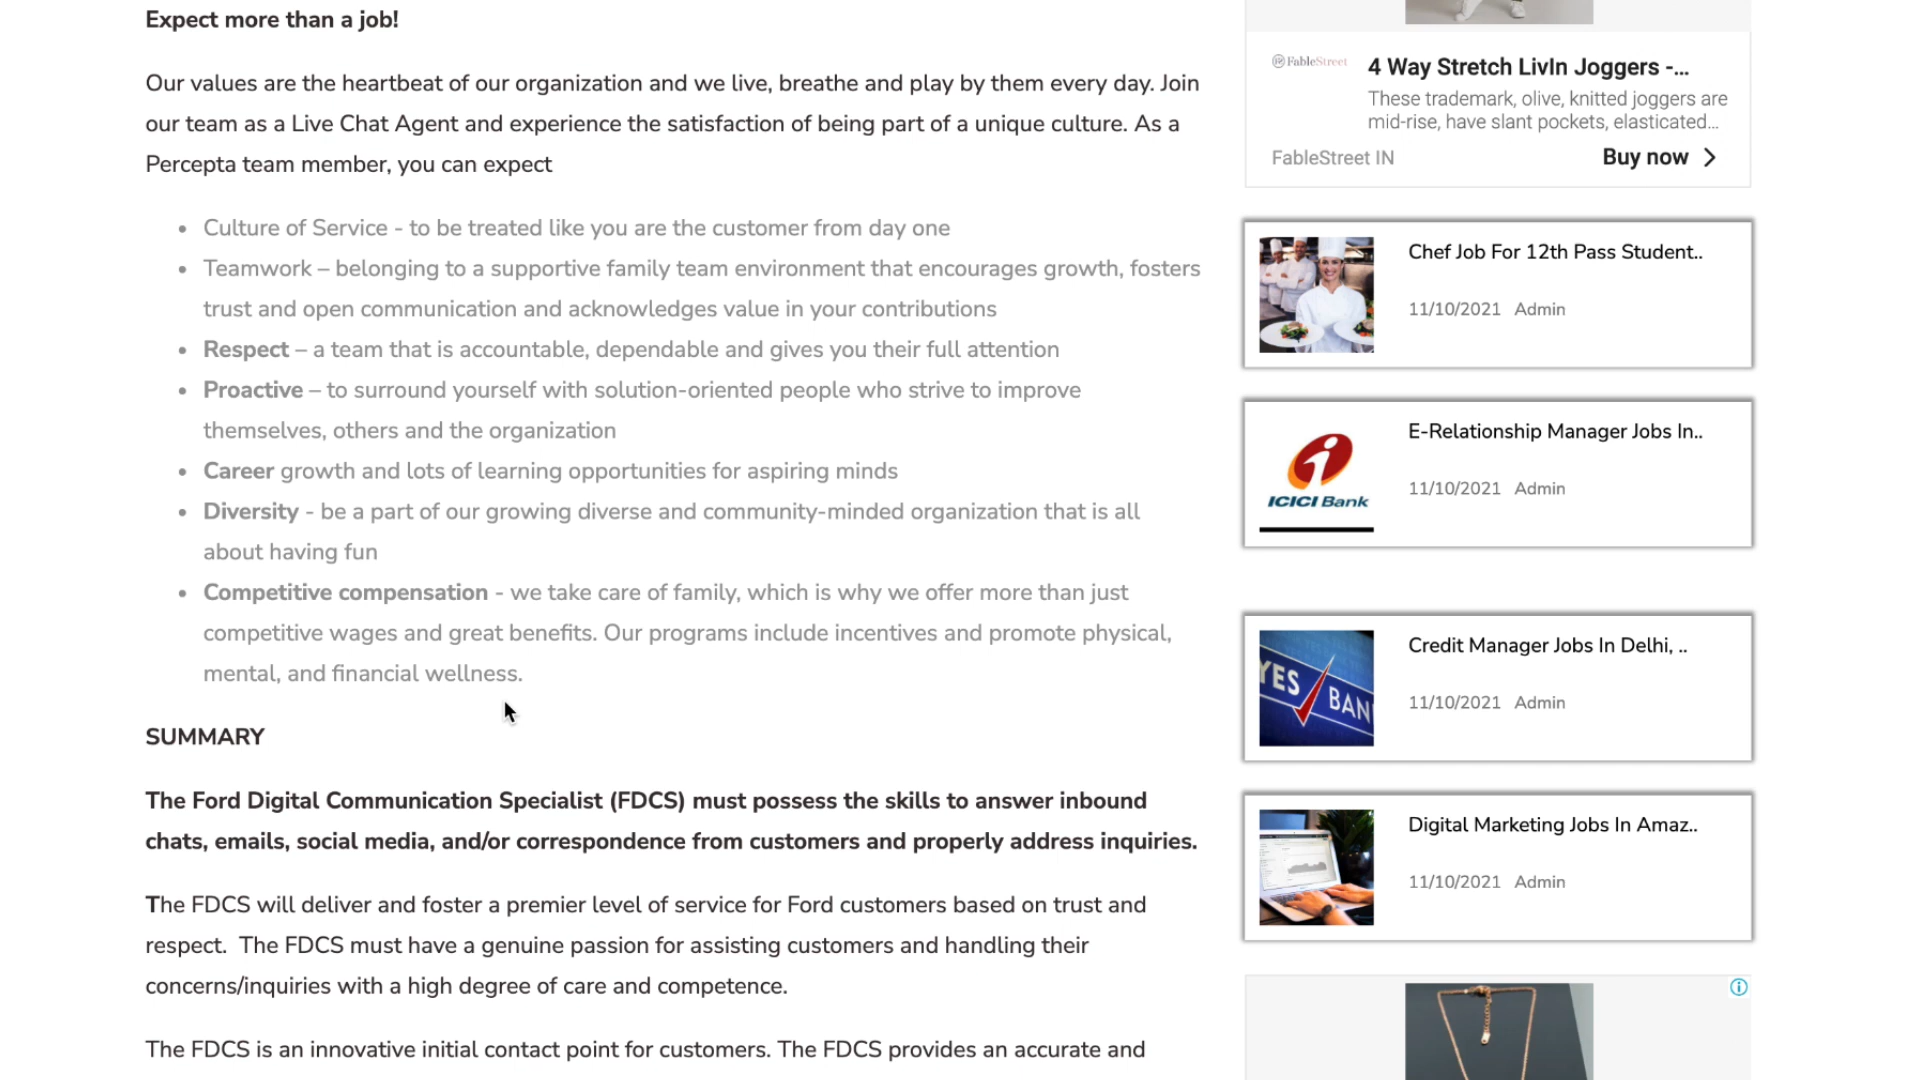 Expect more than a job!
Our values are the heartbeat of our organization and we live, breathe and play by them every day. Join
our team as a Live Chat Agent and experience the satisfaction of being part of a unique culture. As a
Percepta team member, you can expect
• Culture of Service - to be treated like you are the customer from day one
• Teamwork – belonging to a supportive family team environment that encourages growth, fosters
trust and open communication and acknowledges value in your contributions
• Respect – a team that is accountable, dependable and gives you their full attention
• Proactive – to surround yourself with solution-oriented people who strive to improve
themselves, others and the organization
• Career growth and lots of learning opportunities for aspiring minds
• Diversity - be a part of our growing diverse and community-minded organization that is all
about having fun
• Competitive compensation - we take care of family, which is why we offer more than just
competitive wages and great benefits. Our programs include incentives and promote physical,
mental, and financial wellness.
SUMMARY
The Ford Digital Communication Specialist (FDCS) must possess the skills to answer inbound
chats, emails, social media, and/or correspondence from customers and properly address inquiries.
The FDCS will deliver and foster a premier level of service for Ford customers based on trust and
respect.  The FDCS must have a genuine passion for assisting customers and handling their
concerns/inquiries with a high degree of care and competence.
The FDCS is an innovative initial contact point for customers. The FDCS provides an accurate and
FableStreet
4 Way Stretch LivIn Joggers -...
These trademark, olive, knitted joggers are
mid-rise, have slant pockets, elasticated...
FableStreet IN
Buy now
Chef Job For 12th Pass Student..
11/10/2021 Admin
ICICI Bank
E-Relationship Manager Jobs In..
11/10/2021 Admin
YES BAN
Credit Manager Jobs In Delhi, ..
11/10/2021 Admin
Digital Marketing Jobs In Amaz..
11/10/2021 Admin